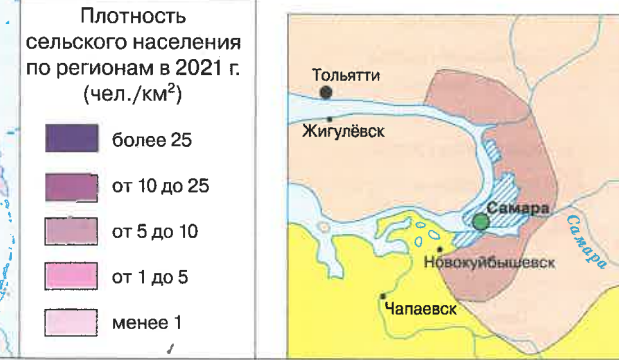 Плотность
сельского населения
по регионам в 2021 г.
(чел./км²)
более 25
от 10 до 25
от 5 до 10
от 1 до 5
менее 1
Тольятти
Жигулёвск
Самара
Самара
Новокуйбышевск
Чапаевск